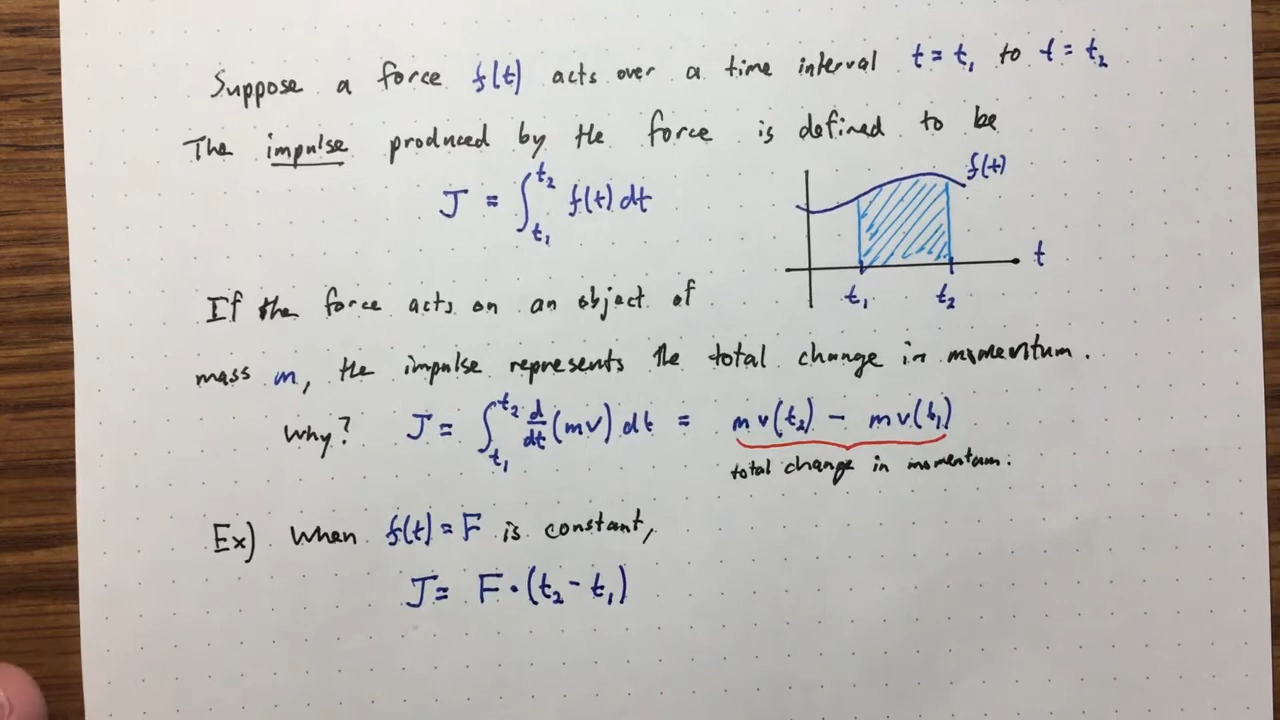 Suppose a force f(t) acts over a time interval t = t₁ to t = t₂
The impulse produced by the force is defined to be
J = ∫_{t₁}^{t₂} f(t) dt
f(t)
t
t₁ t₂
If the force acts on an object of
mass m, the impulse represents the total change in momentum.
Why? J = ∫_{t₁}^{t₂} d/dt (mv) dt = mv(t₂) - mv(t₁)
total change in momentum.
Ex) When f(t) = F is constant,
J = F · (t₂ - t₁)